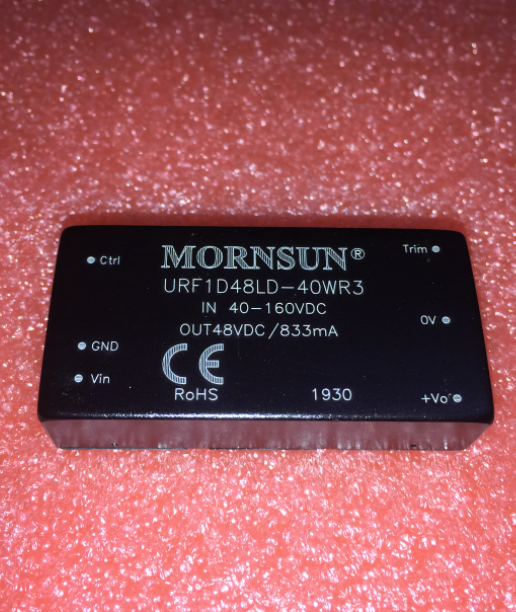 Ctrl
MORNSUN®
Trim
URF1D48LD-40WR3
IN 40-160VDC
0V
OUT48VDC/833mA
GND
CE
Vin
RoHS
1930
+Vo